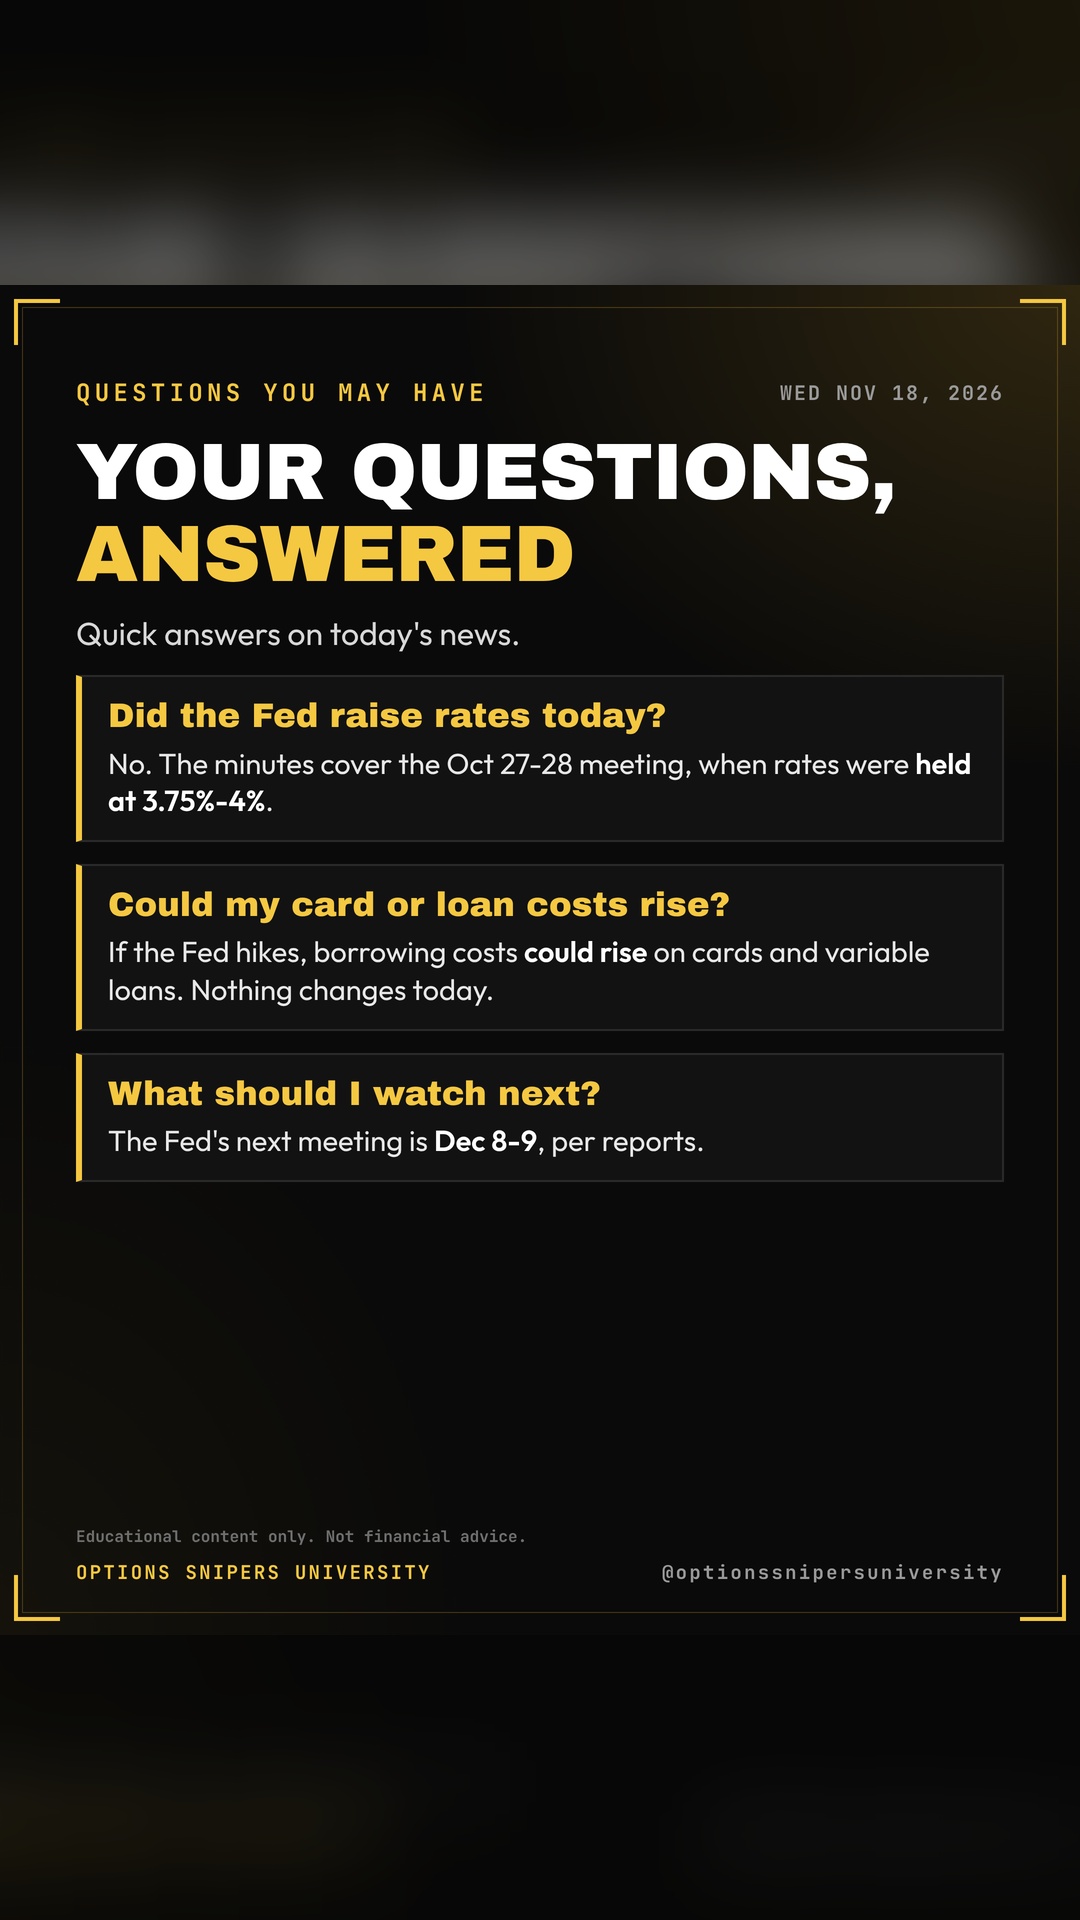 QUESTIONS YOU MAY HAVE
WED NOV 18, 2026
YOUR QUESTIONS,
ANSWERED
Quick answers on today's news.
Did the Fed raise rates today?
No. The minutes cover the Oct 27-28 meeting, when rates were held
at 3.75%-4%.
Could my card or loan costs rise?
If the Fed hikes, borrowing costs could rise on cards and variable
loans. Nothing changes today.
What should I watch next?
The Fed's next meeting is Dec 8-9, per reports.
Educational content only. Not financial advice.
OPTIONS SNIPERS UNIVERSITY
@optionssnipersuniversity